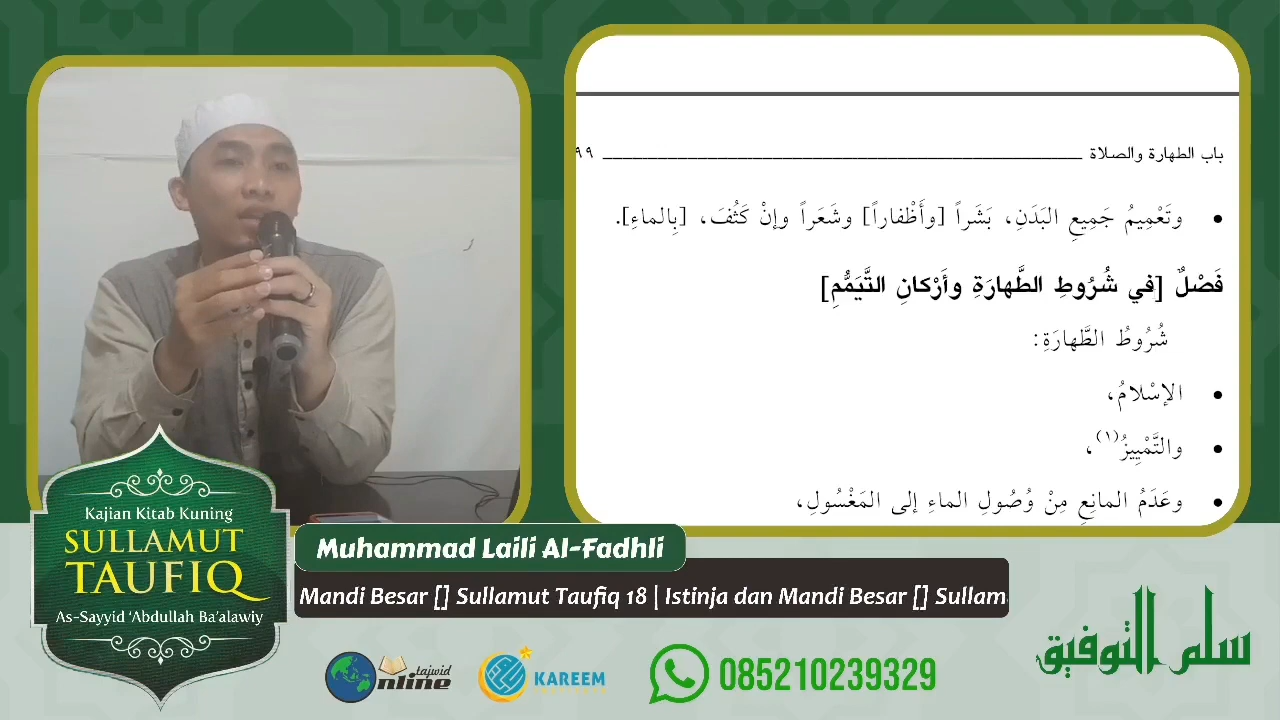 باب الطهارة والصلاة ٩٩
• وتَعْمِيمُ جَمِيعِ البَدَنِ، بَشَراً [وأَظْفاراً] وشَعَراً وإنْ كَثُفَ، [بِالماءِ].
فَصْلٌ [في شُرُوطِ الطَّهارَةِ وأَرْكانِ التَّيَمُّمِ]
شُرُوطُ الطَّهارَةِ:
• الإسْلامُ،
• والتَّمْيِيزُ(١)،
• وعَدَمُ المانِعِ مِنْ وُصُولِ الماءِ إلى المَغْسُولِ،
Kajian Kitab Kuning
SULLAMUT
TAUFIQ
As-Sayyid ‘Abdullah Ba’alawiy
Muhammad Laili Al-Fadhli
Mandi Besar [] Sullamut Taufiq 18 | Istinja dan Mandi Besar [] Sullam
tajwid
nline
KAREEM
085210239329
سلم التوفيق